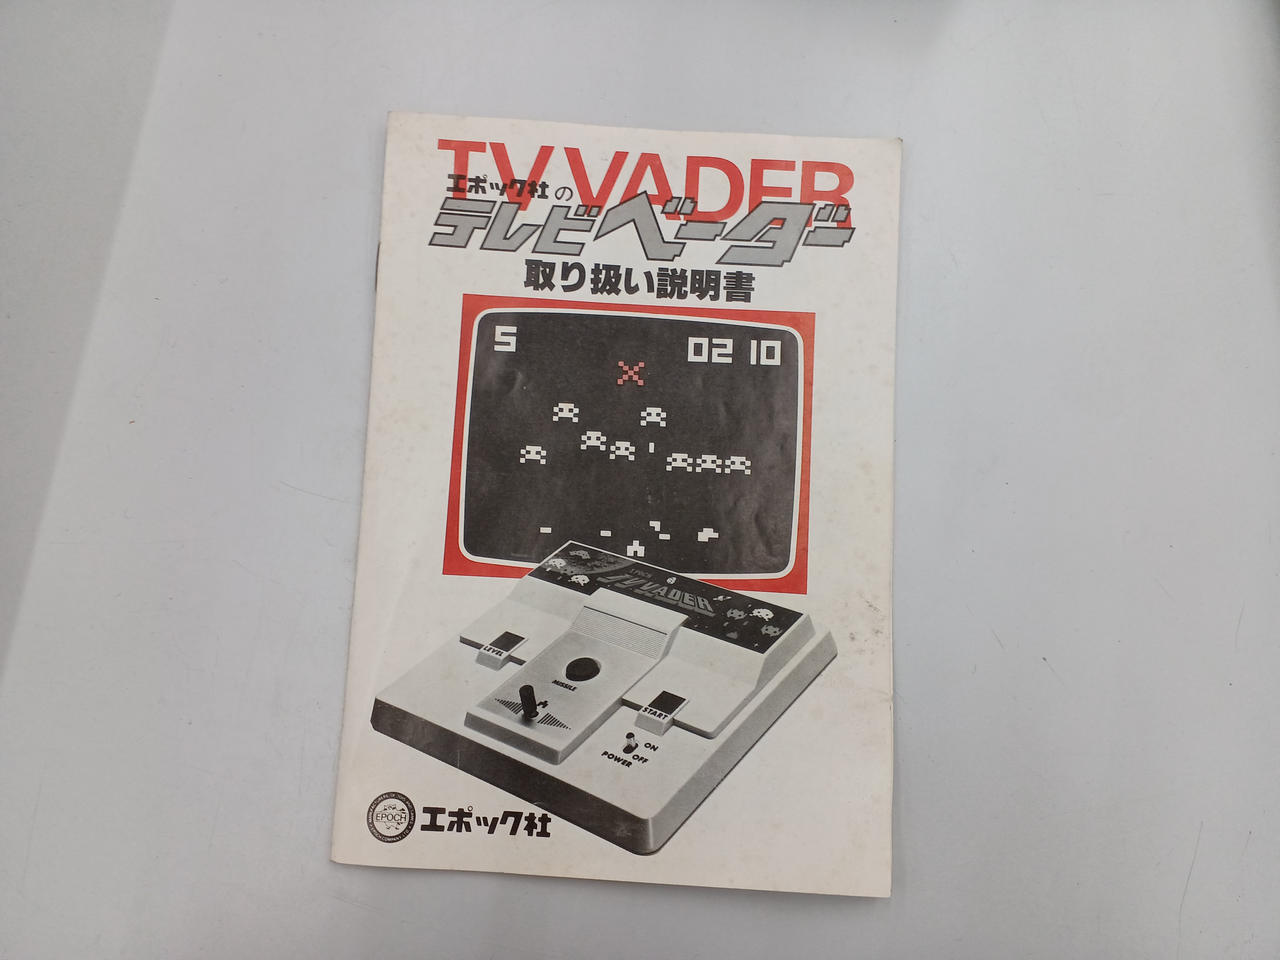 TV VADER
エポック社の
テレビベーダー
取り扱い説明書
5 02 10
EPOCH
TV VADER
LEVEL
MISSILE
START
ON
OFF
POWER
EPOCH
エポック社